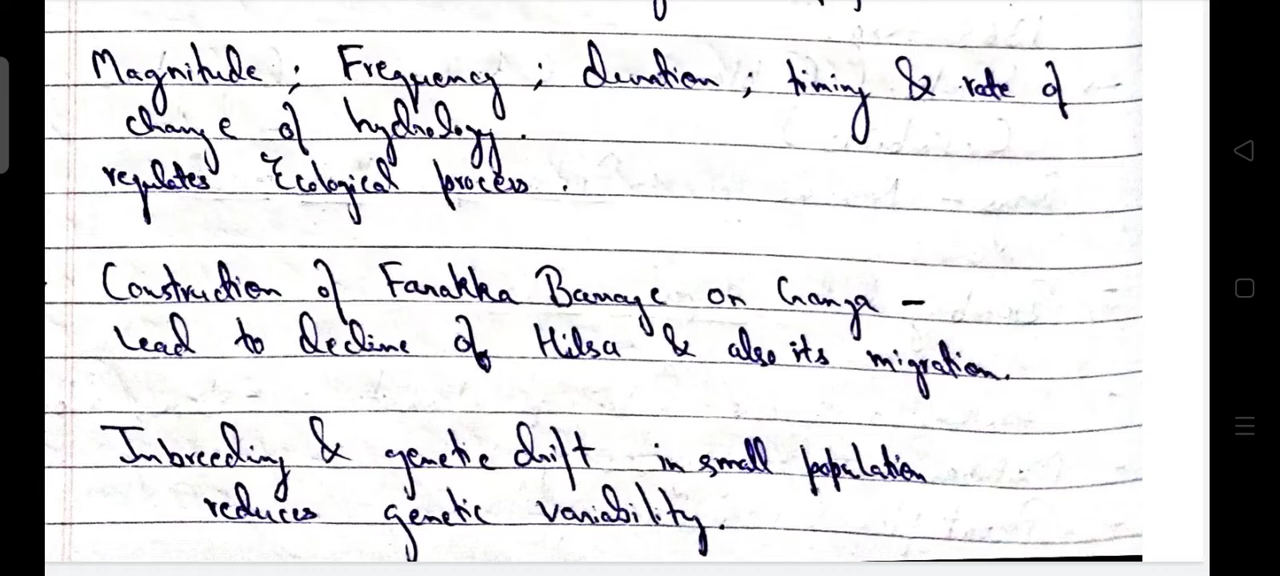 Magnitude ; Frequency ; duration ; timing & rate of
change of hydrology.
regulates Ecological process.
Construction of Farakka Barrage on Ganga -
lead to decline of Hilsa & also its migration.
Inbreeding & genetic drift in small population
reduces genetic variability.